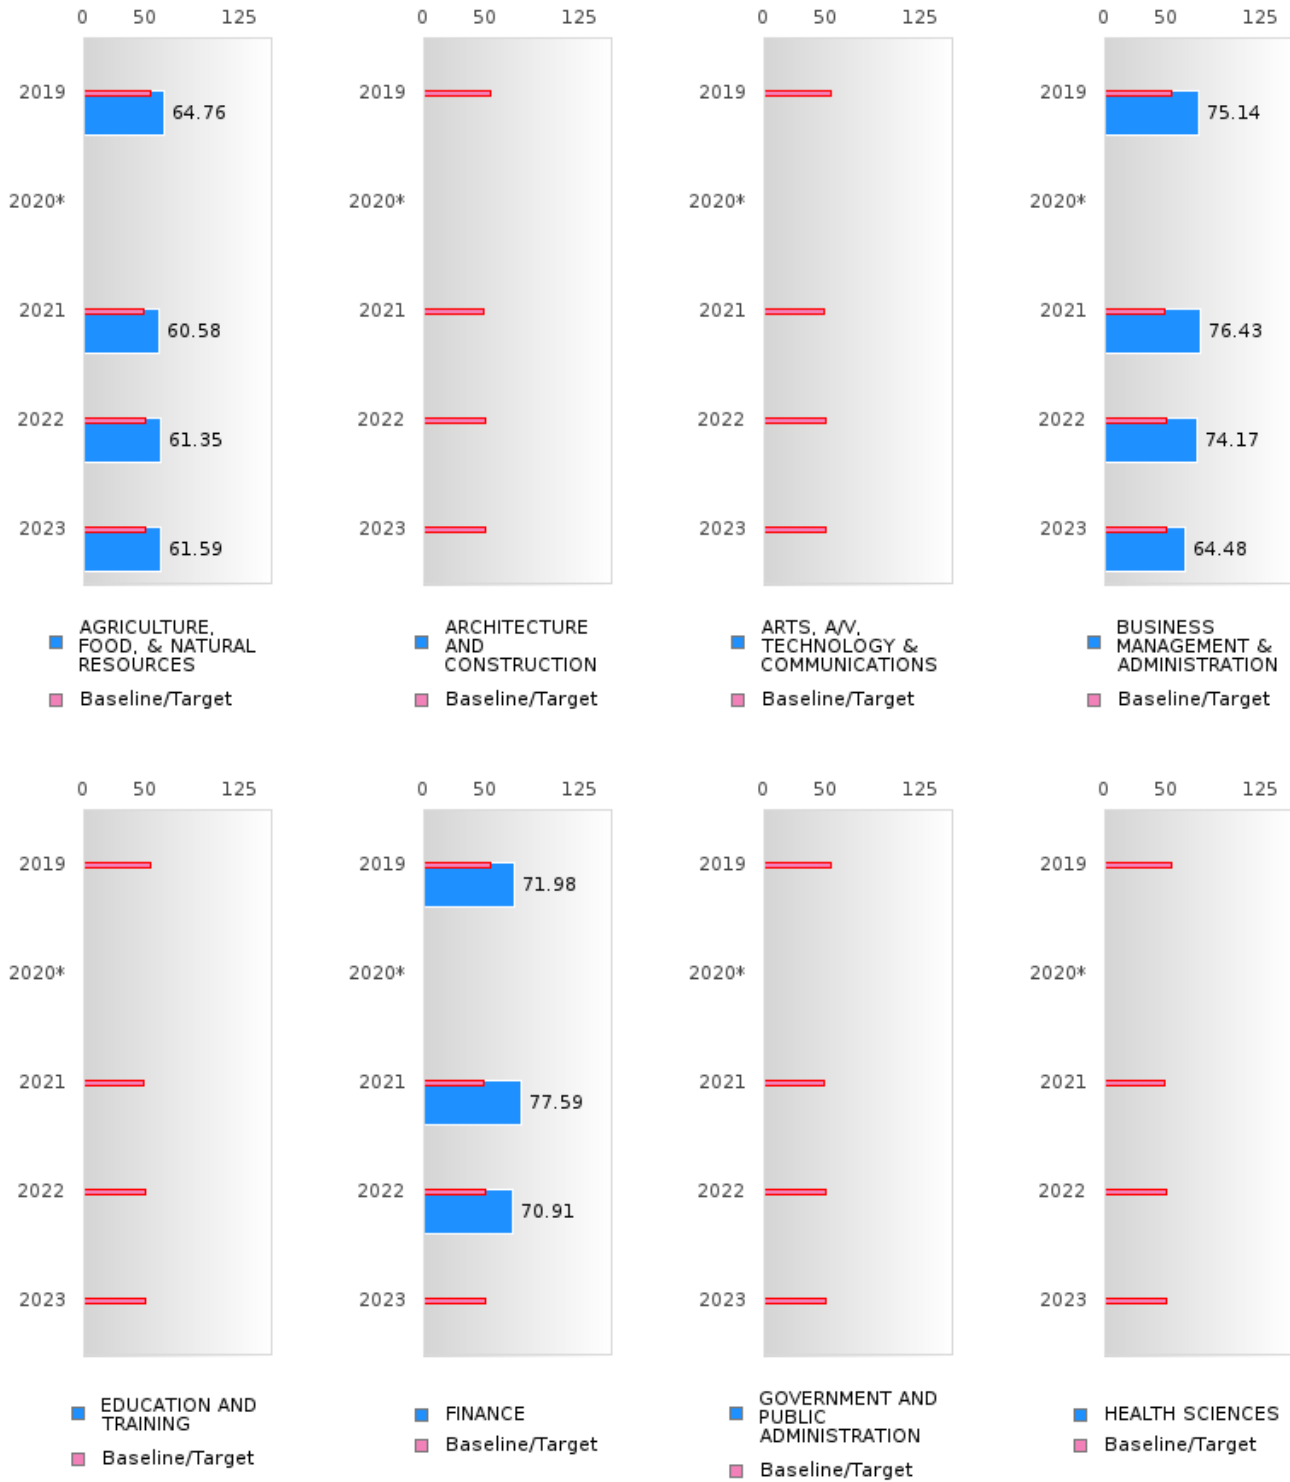 0 50 125
2019
64.76
2020*
2021
60.58
2022
61.35
2023
61.59
AGRICULTURE,
FOOD, & NATURAL
RESOURCES
Baseline/Target
0 50 125
2019
2020*
2021
2022
2023
ARCHITECTURE
AND
CONSTRUCTION
Baseline/Target
0 50 125
2019
2020*
2021
2022
2023
ARTS, A/V,
TECHNOLOGY &
COMMUNICATIONS
Baseline/Target
0 50 125
2019
75.14
2020*
2021
76.43
2022
74.17
2023
64.48
BUSINESS
MANAGEMENT &
ADMINISTRATION
Baseline/Target
0 50 125
2019
2020*
2021
2022
2023
EDUCATION AND
TRAINING
Baseline/Target
0 50 125
2019
71.98
2020*
2021
77.59
2022
70.91
2023
FINANCE
Baseline/Target
0 50 125
2019
2020*
2021
2022
2023
GOVERNMENT AND
PUBLIC
ADMINISTRATION
Baseline/Target
0 50 125
2019
2020*
2021
2022
2023
HEALTH SCIENCES
Baseline/Target